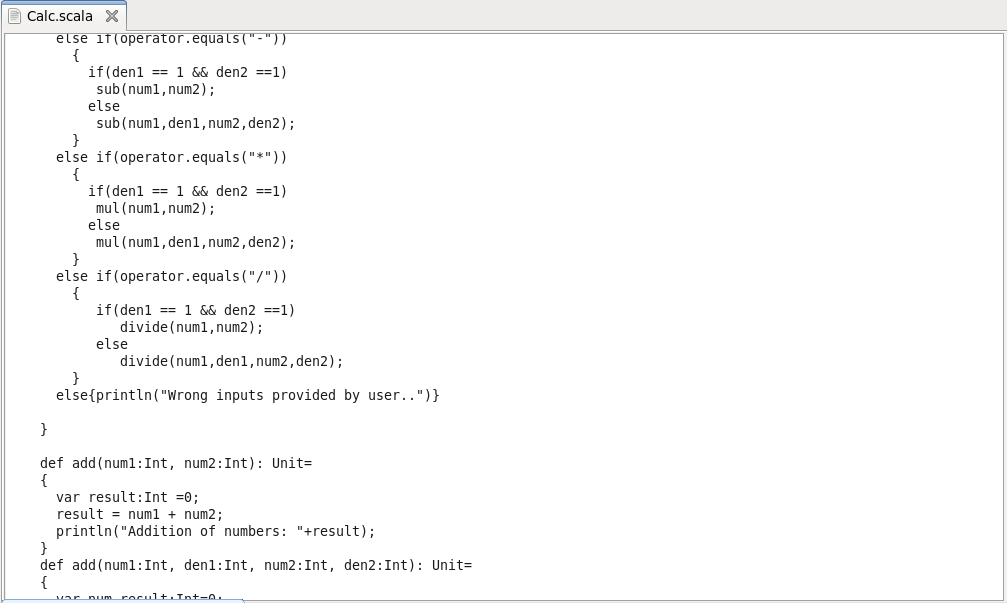 Calc.scala
else if(operator.equals("-"))
{
if(den1 == 1 && den2 ==1)
sub(num1,num2);
else
sub(num1,den1,num2,den2);
}
else if(operator.equals("*"))
{
if(den1 == 1 && den2 ==1)
mul(num1,num2);
else
mul(num1,den1,num2,den2);
}
else if(operator.equals("/"))
{
if(den1 == 1 && den2 ==1)
divide(num1,num2);
else
divide(num1,den1,num2,den2);
}
else{println("Wrong inputs provided by user..")}
}
def add(num1:Int, num2:Int): Unit=
{
var result:Int =0;
result = num1 + num2;
println("Addition of numbers: "+result);
}
def add(num1:Int, den1:Int, num2:Int, den2:Int): Unit=
{
var num_result:Int=0;